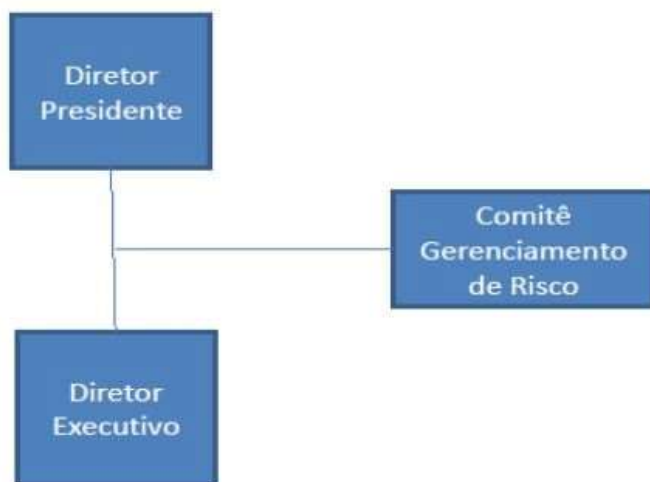 Diretor
Presidente
Comitê
Gerenciamento
de Risco
Diretor
Executivo